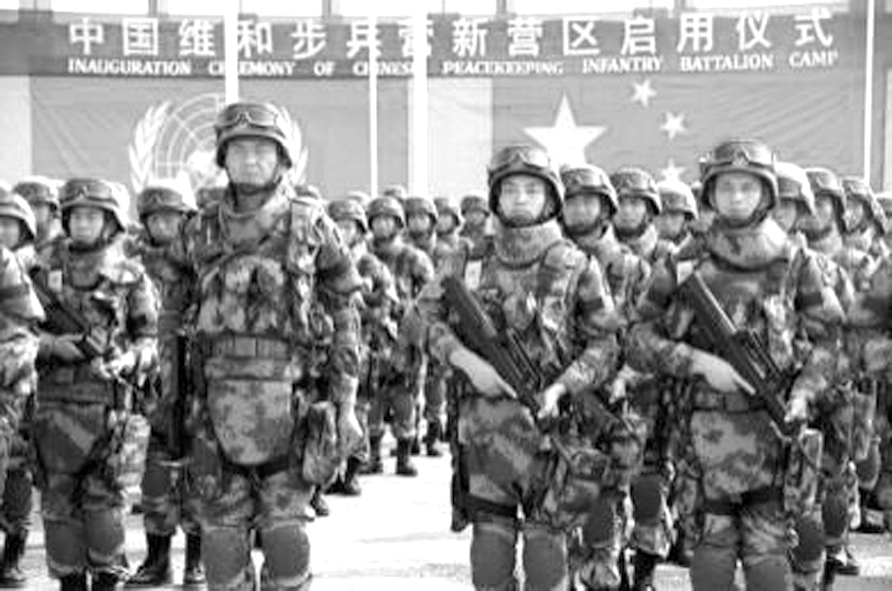 中国维和步兵营新营区启用仪式
INAUGURATION CEREMONY OF CHINESE PEACEKEEPING INFANTRY BATTALION CAMP